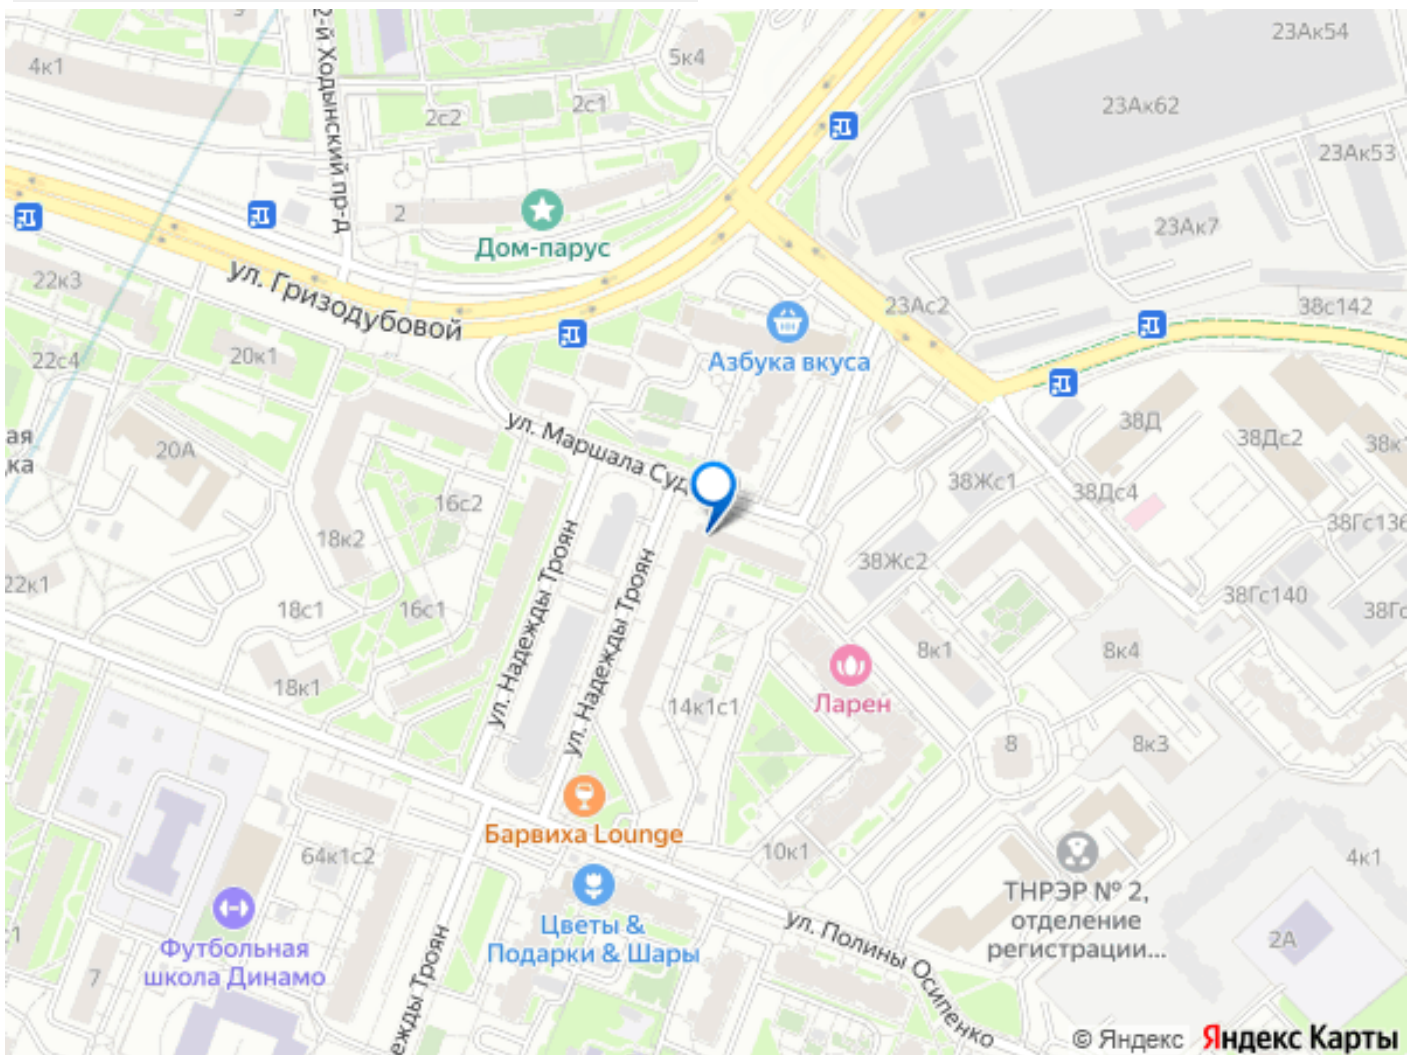 23Ак54
2-й Ходынский пр-д
5к4
4к1
23Ак62
2с1
2с2
23Ак53
2
Дом-парус
23Ак7
ул. Гризодубовой
22к3
23Ас2
38с142
20к1
22с4
Азбука вкуса
ул. Маршала Суд
38Д
38Дс2
38к
ая
ка
20А
38Жс1
38Дс4
16с2
38Гс136
18к2
ул. Надежды Троян
ул. Надежды Троян
38Жс2
22к1
18с1
16с1
38Гс140
38Гс
8к1
8к4
18к1
Ларен
14к1с1
8
8к3
Барвиха Lounge
64к1с2
10к1
4к1
ТНРЭР № 2,
отделение
регистрации...
Цветы &
Подарки & Шары
ул. Полины Осипенко
2А
Футбольная
школа Динамо
7
1
ежды Троян
© Яндекс Яндекс Карты